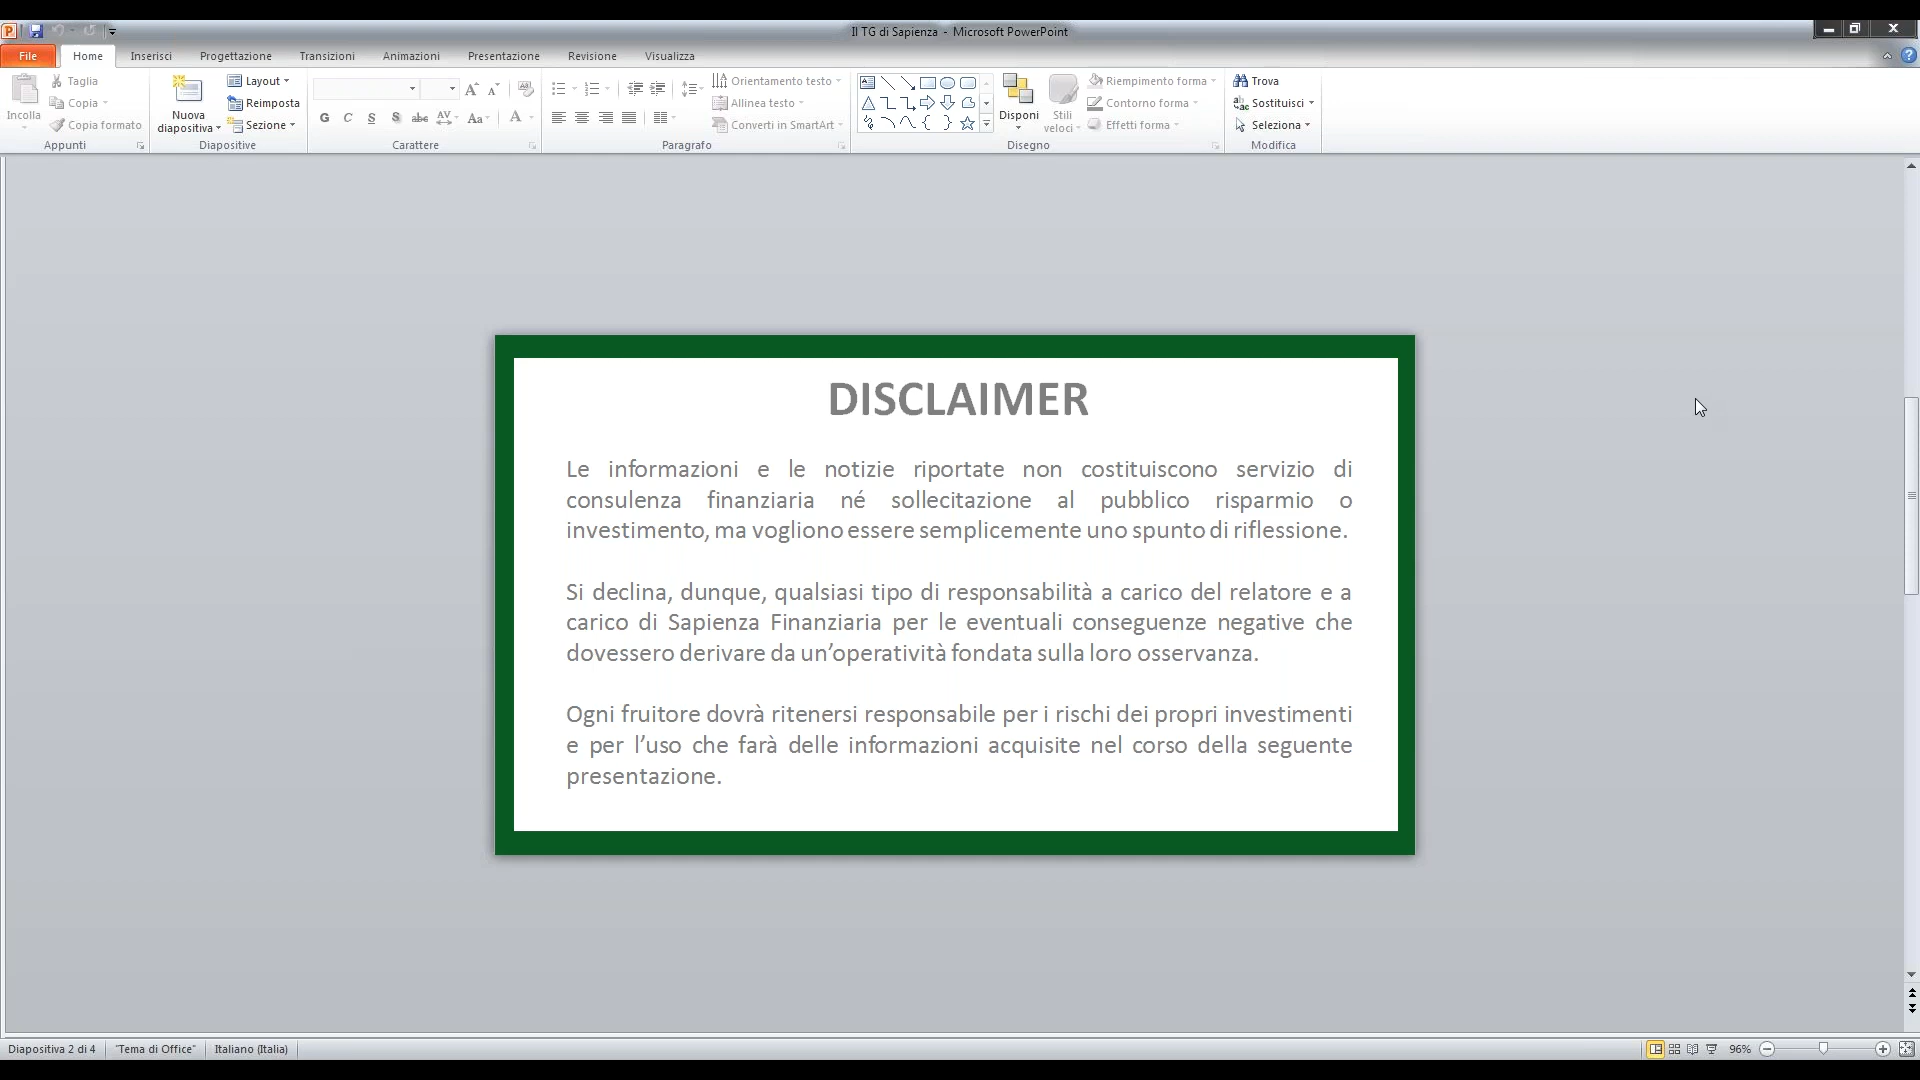 Il TG di Sapienza - Microsoft PowerPoint
File Home Inserisci Progettazione Transizioni Animazioni Presentazione Revisione Visualizza
Incolla
Taglia
Copia
Copia formato
Appunti
Nuova
diapositiva
Layout
Reimposta
Sezione
Diapositive
G C S S abc AV Aa A
Carattere
Orientamento testo
Allinea testo
Converti in SmartArt
Paragrafo
Disponi
Stili
veloci
Riempimento forma
Contorno forma
Effetti forma
Disegno
Trova
Sostituisci
Seleziona
Modifica
DISCLAIMER
Le informazioni e le notizie riportate non costituiscono servizio di
consulenza finanziaria né sollecitazione al pubblico risparmio o
investimento, ma vogliono essere semplicemente uno spunto di riflessione.
Si declina, dunque, qualsiasi tipo di responsabilità a carico del relatore e a
carico di Sapienza Finanziaria per le eventuali conseguenze negative che
dovessero derivare da un’operatività fondata sulla loro osservanza.
Ogni fruitore dovrà ritenersi responsabile per i rischi dei propri investimenti
e per l’uso che farà delle informazioni acquisite nel corso della seguente
presentazione.
Diapositiva 2 di 4 "Tema di Office" Italiano (Italia) 96%